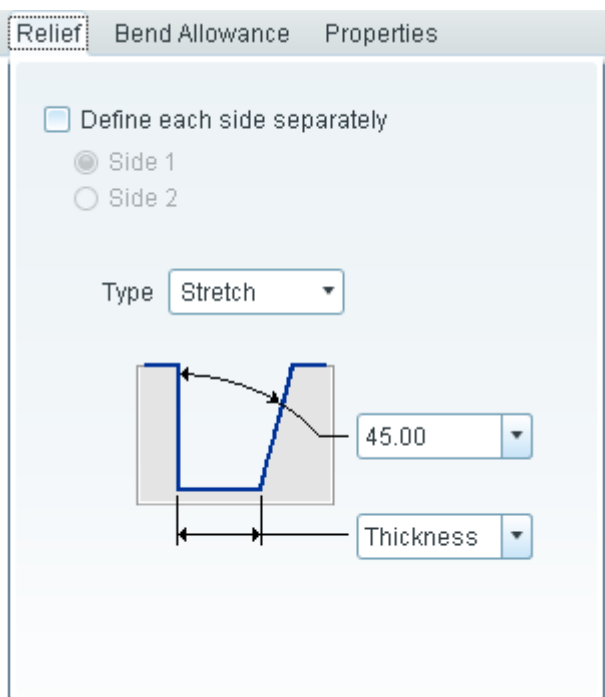 Relief Bend Allowance Properties
Define each side separately
Side 1
Side 2
Type Stretch
45.00
Thickness